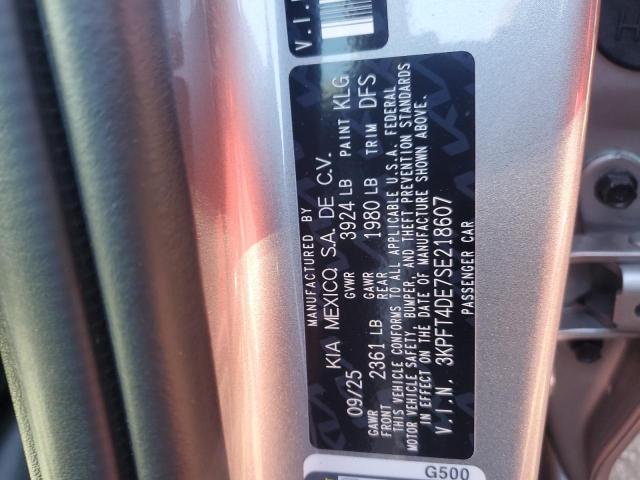 V.I.N.
MANUFACTURED BY
KIA MEXICO, S.A. DE C.V.
09/25 GVWR 3924 LB PAINT KLG
GAWR FRONT 2361 LB GAWR REAR 1980 LB TRIM DFS
THIS VEHICLE CONFORMS TO ALL APPLICABLE U.S.A. FEDERAL
MOTOR VEHICLE SAFETY, BUMPER, AND THEFT PREVENTION STANDARDS
IN EFFECT ON THE DATE OF MANUFACTURE SHOWN ABOVE.
V.I.N. 3KPFT4DE7SE218607
PASSENGER CAR
G500